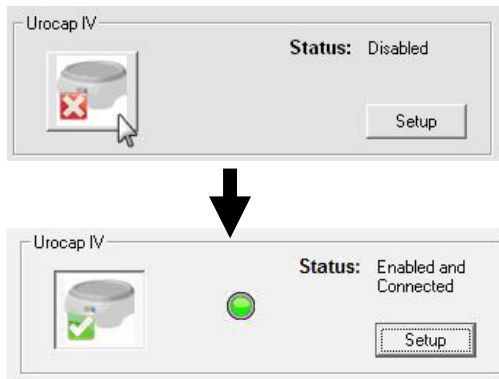 Urocap IV
Status: Disabled
Setup
Urocap IV
Status: Enabled and
Connected
Setup